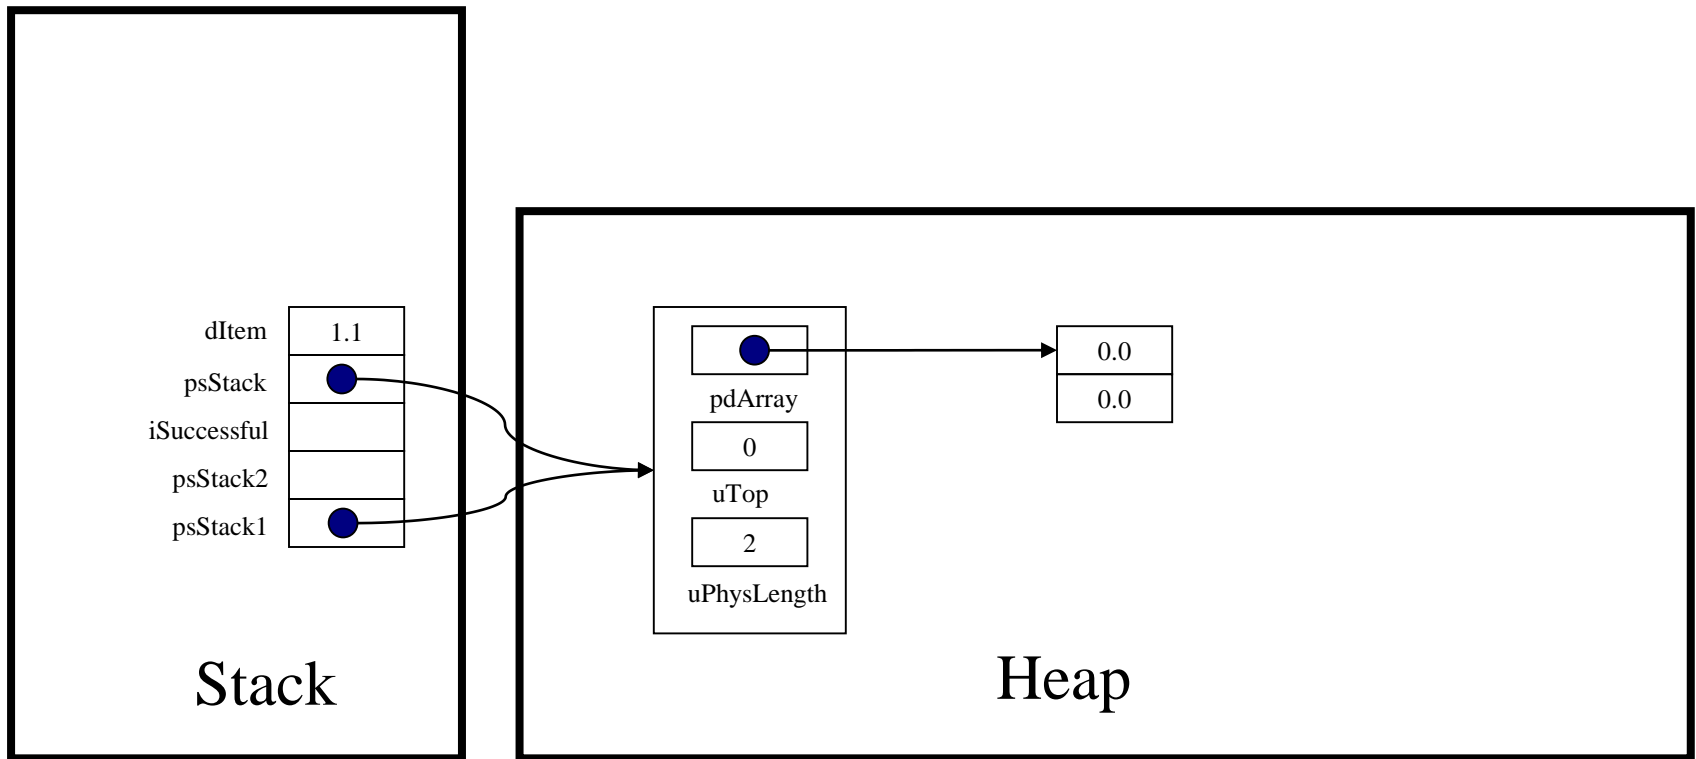 dItem 1.1
psStack
iSuccessful
psStack2
psStack1
Stack
pdArray
0
uTop
2
uPhysLength
0.0
0.0
Heap